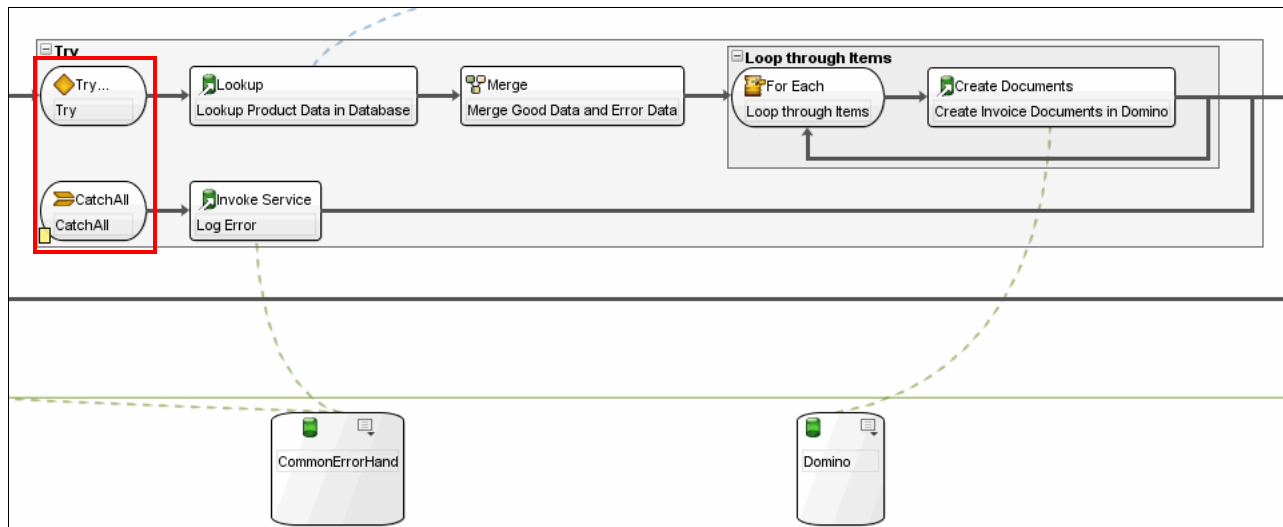 Try
Try...
Try
Lookup
Lookup Product Data in Database
Merge
Merge Good Data and Error Data
Loop through Items
For Each
Loop through Items
Create Documents
Create Invoice Documents in Domino
CatchAll
CatchAll
Invoke Service
Log Error
CommonErrorHand
Domino